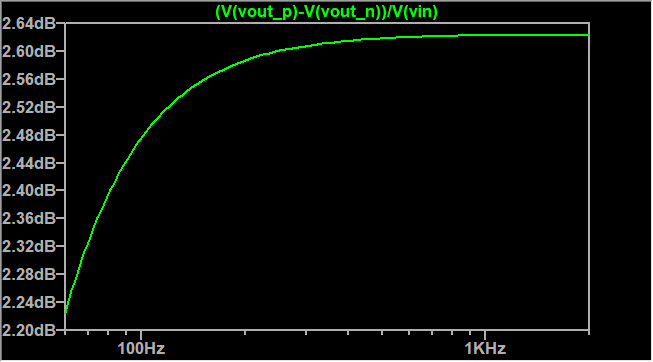 (V(vout_p)-V(vout_n))/V(vin)
2.64dB
2.60dB
2.56dB
2.52dB
2.48dB
2.44dB
2.40dB
2.36dB
2.32dB
2.28dB
2.24dB
2.20dB
100Hz 1KHz